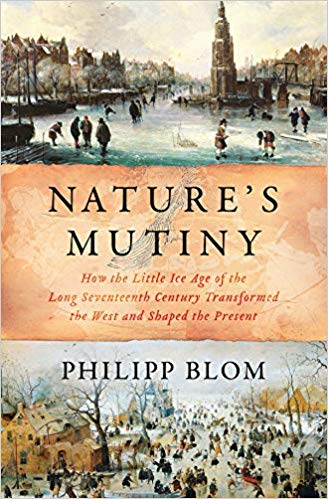 NATURE'S
MUTINY
How the Little Ice Age of the
Long Seventeenth Century Transformed
the West and Shaped the Present
PHILIPP BLOM